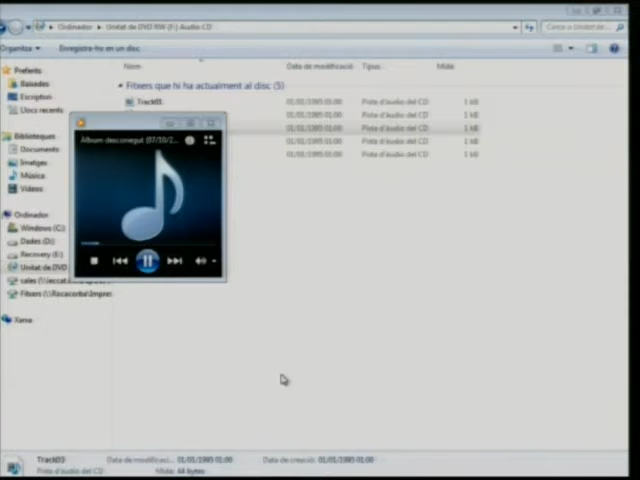 Ordinador ▸ Unitat de DVD RW (F:) Audio CD
Cerca a Unitat de...
Organitza
Enregistra-ho en un disc
Preferits
Baixades
Escriptori
Llocs recents
Biblioteques
Documents
Imatges
Música
Vídeos
Ordinador
Windows (C:)
Dades (D:)
Recovery (E:)
Unitat de DVD
Xarxa
Nom
Data de modificació
Tipus
Mida
Fitxers que hi ha actualment al disc (5)
Track01
01/01/1995 01:00 Pista d'àudio del CD 1 kB
01/01/1995 01:00 Pista d'àudio del CD 1 kB
01/01/1995 01:00 Pista d'àudio del CD 1 kB
01/01/1995 01:00 Pista d'àudio del CD 1 kB
01/01/1995 01:00 Pista d'àudio del CD 1 kB
Àlbum desconegut (07/10/2...
Track03
Pista d'àudio del CD
Data de modificaci... 01/01/1995 01:00
Mida: 44 bytes
Data de creació: 01/01/1995 01:00